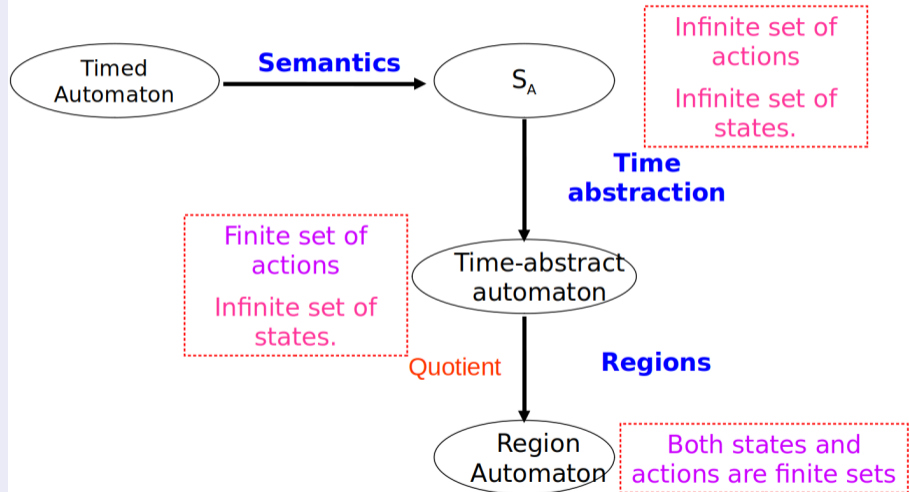 Timed
Automaton
Semantics
S_A
Infinite set of
actions
Infinite set of
states.
Time
abstraction
Finite set of
actions
Infinite set of
states.
Time-abstract
automaton
Quotient
Regions
Region
Automaton
Both states and
actions are finite sets